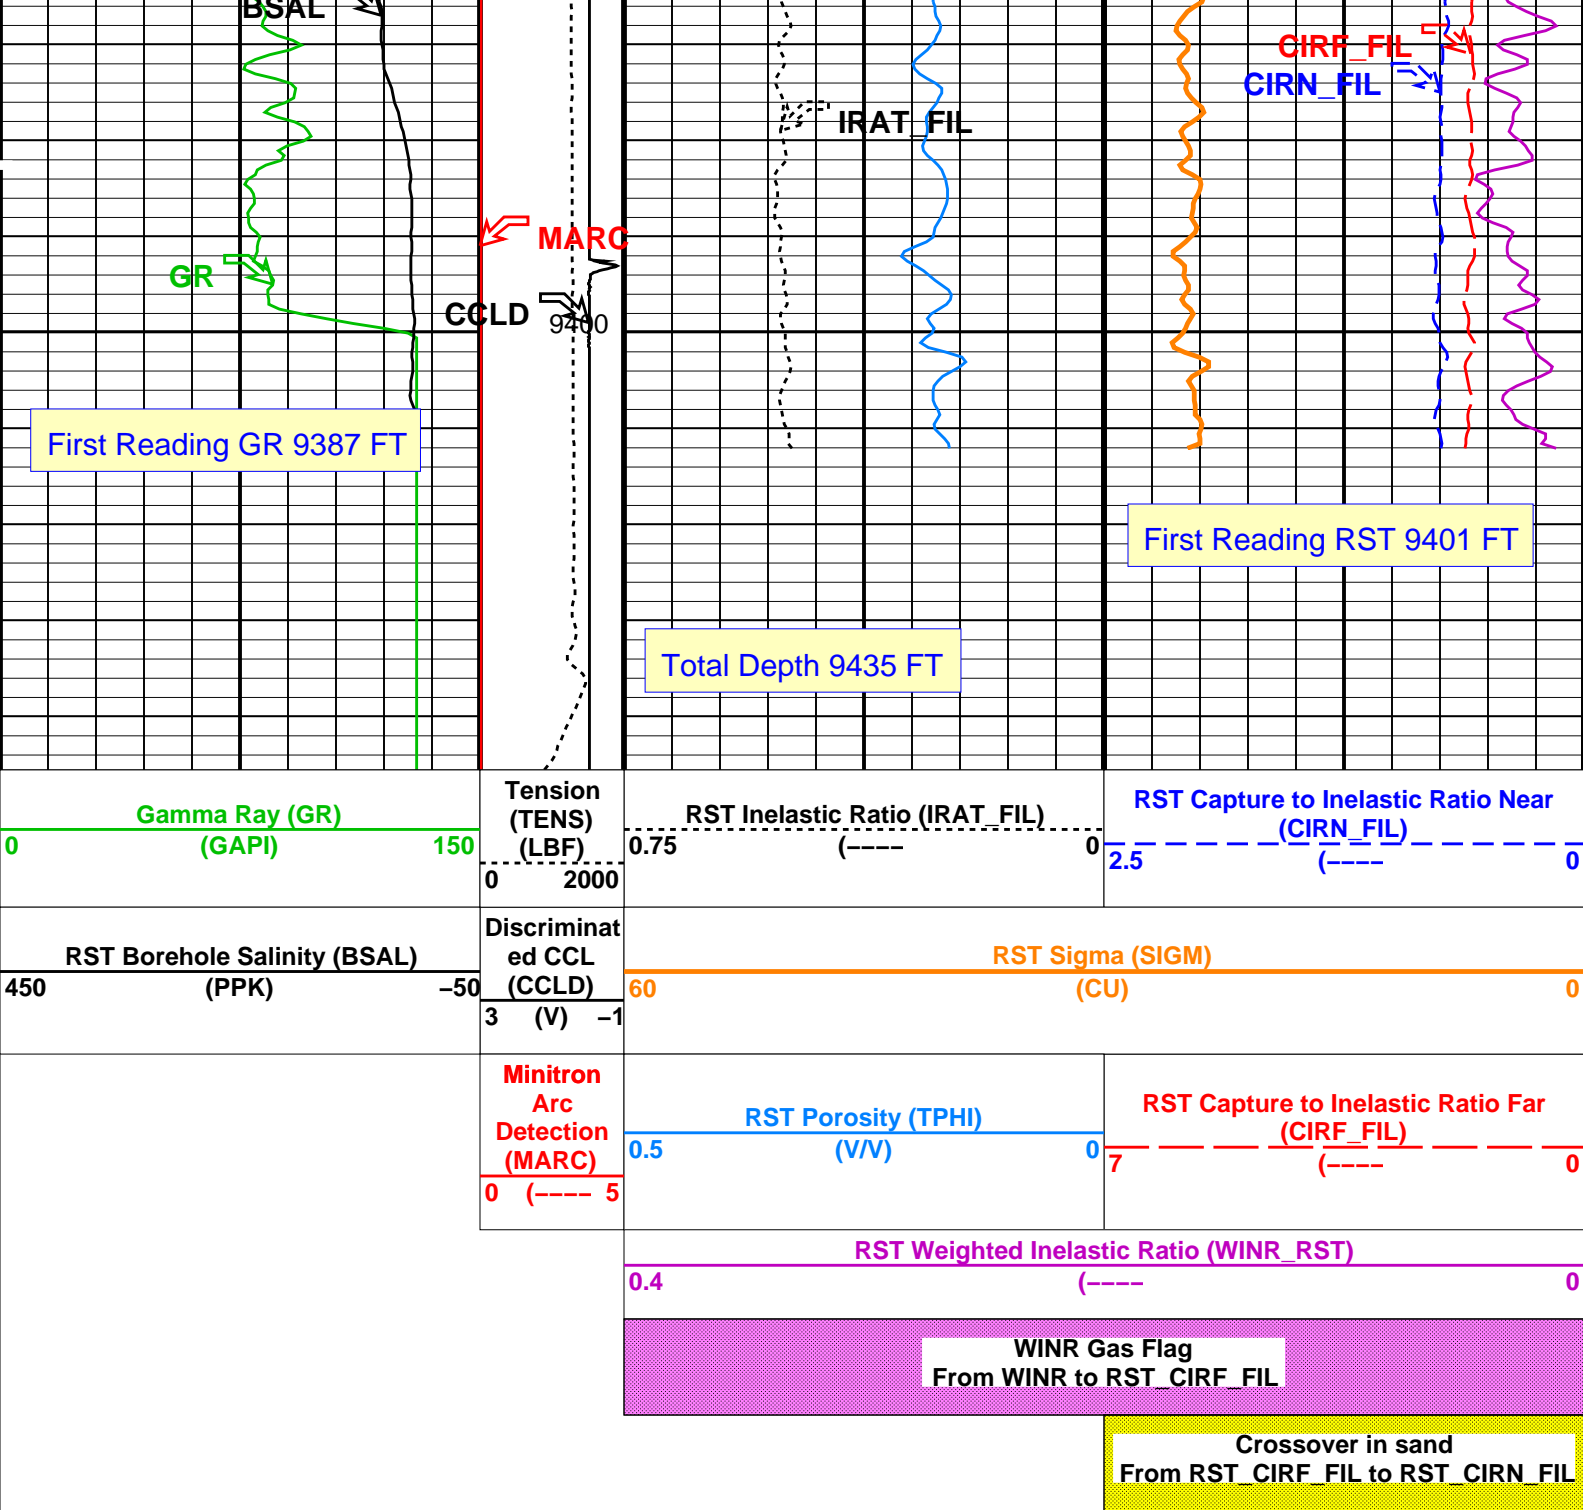 BSAL
CIRF_FIL
CIRN_FIL
IRAT_FIL
MARC
GR
CCLD
9400
First Reading GR 9387 FT
First Reading RST 9401 FT
Total Depth 9435 FT
Gamma Ray (GR)
0 (GAPI) 150
Tension
(TENS)
(LBF)
0 2000
RST Inelastic Ratio (IRAT_FIL)
0.75 (---- 0
RST Capture to Inelastic Ratio Near
(CIRN_FIL)
2.5 (---- 0
RST Borehole Salinity (BSAL)
450 (PPK) −50
Discriminat
ed CCL
(CCLD)
3 (V) −1
RST Sigma (SIGM)
60 (CU) 0
Minitron
Arc
Detection
(MARC)
0 (---- 5
RST Porosity (TPHI)
0.5 (V/V) 0
RST Capture to Inelastic Ratio Far
(CIRF_FIL)
7 (---- 0
RST Weighted Inelastic Ratio (WINR_RST)
0.4 (---- 0
WINR Gas Flag
From WINR to RST_CIRF_FIL
Crossover in sand
From RST_CIRF_FIL to RST_CIRN_FIL